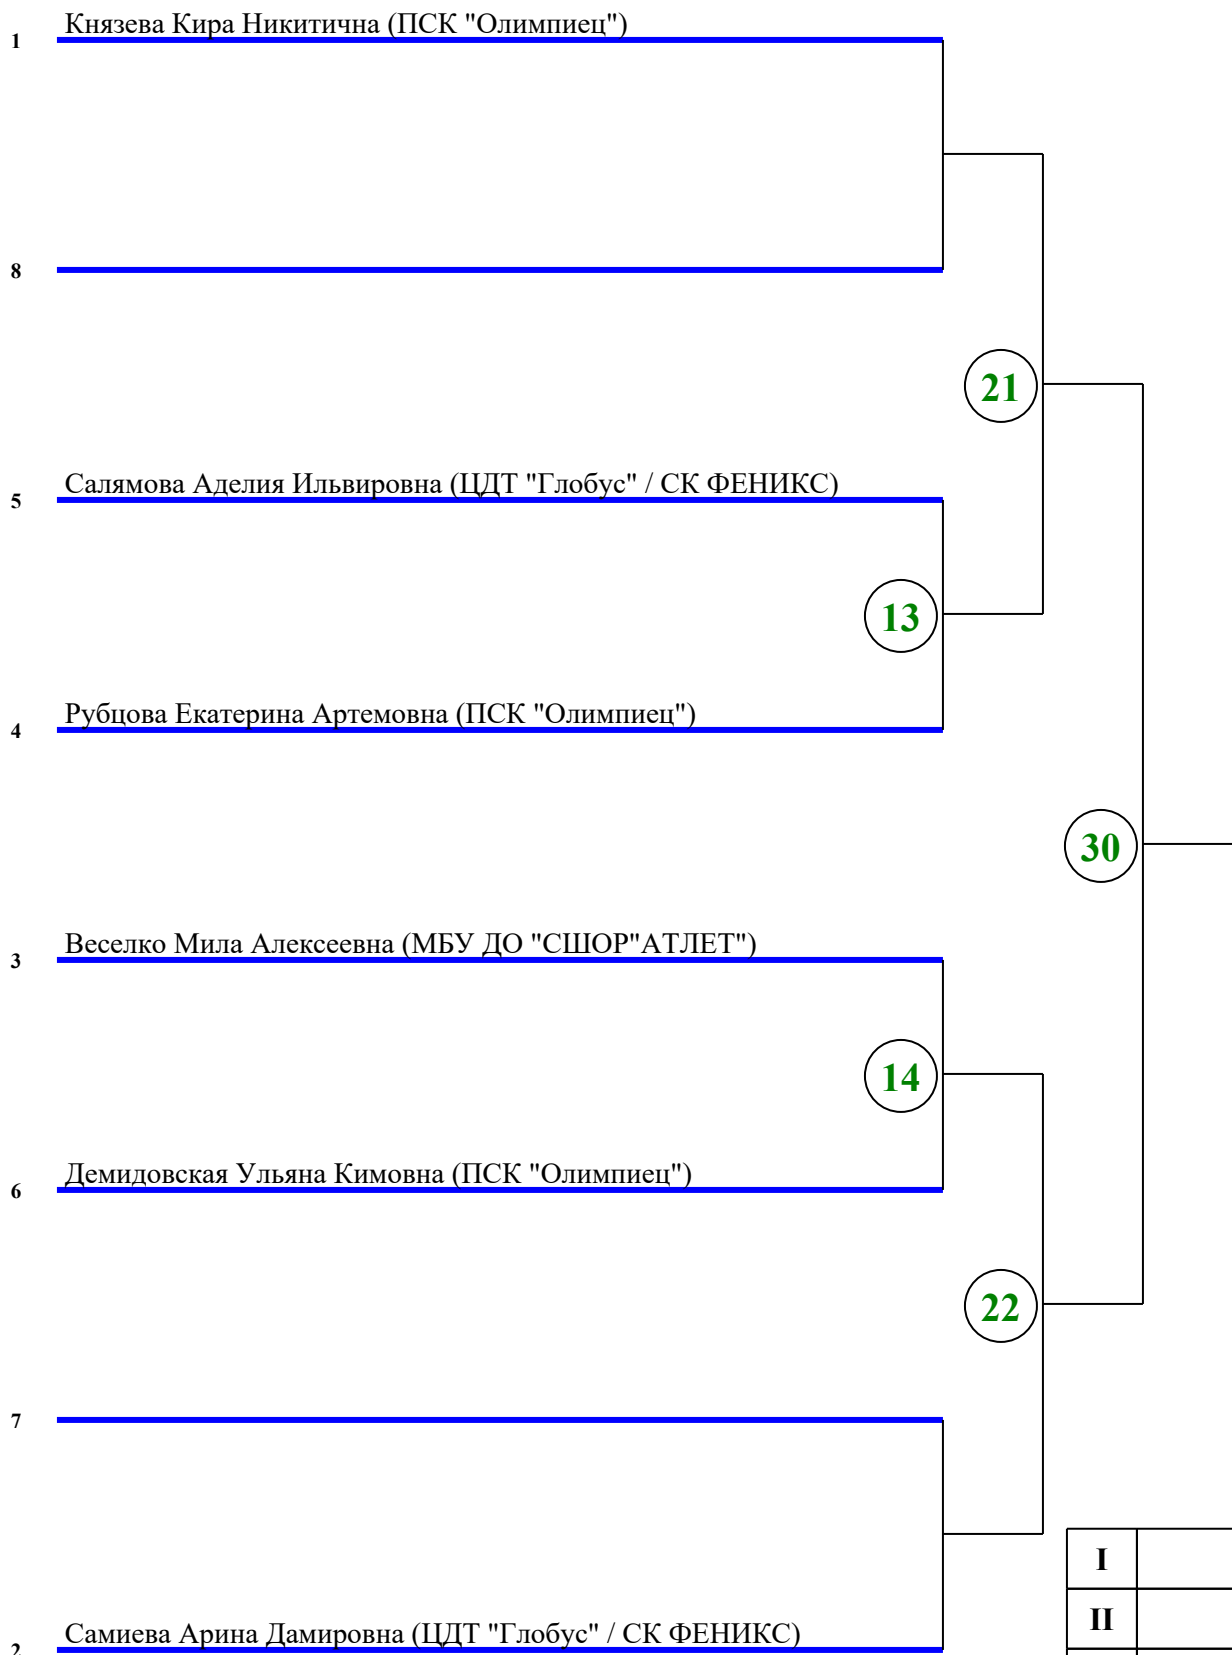 Князева Кира Никитична (ПСК "Олимпиец")
1
8
21
Салямова Аделия Ильвировна (ЦДТ "Глобус" / СК ФЕНИКС)
5
13
Рубцова Екатерина Артемовна (ПСК "Олимпиец")
4
30
Веселко Мила Алексеевна (МБУ ДО "СШОР"АТЛЕТ")
3
14
Демидовская Ульяна Кимовна (ПСК "Олимпиец")
6
22
7
I
II
Самиева Арина Дамировна (ЦДТ "Глобус" / СК ФЕНИКС)
2